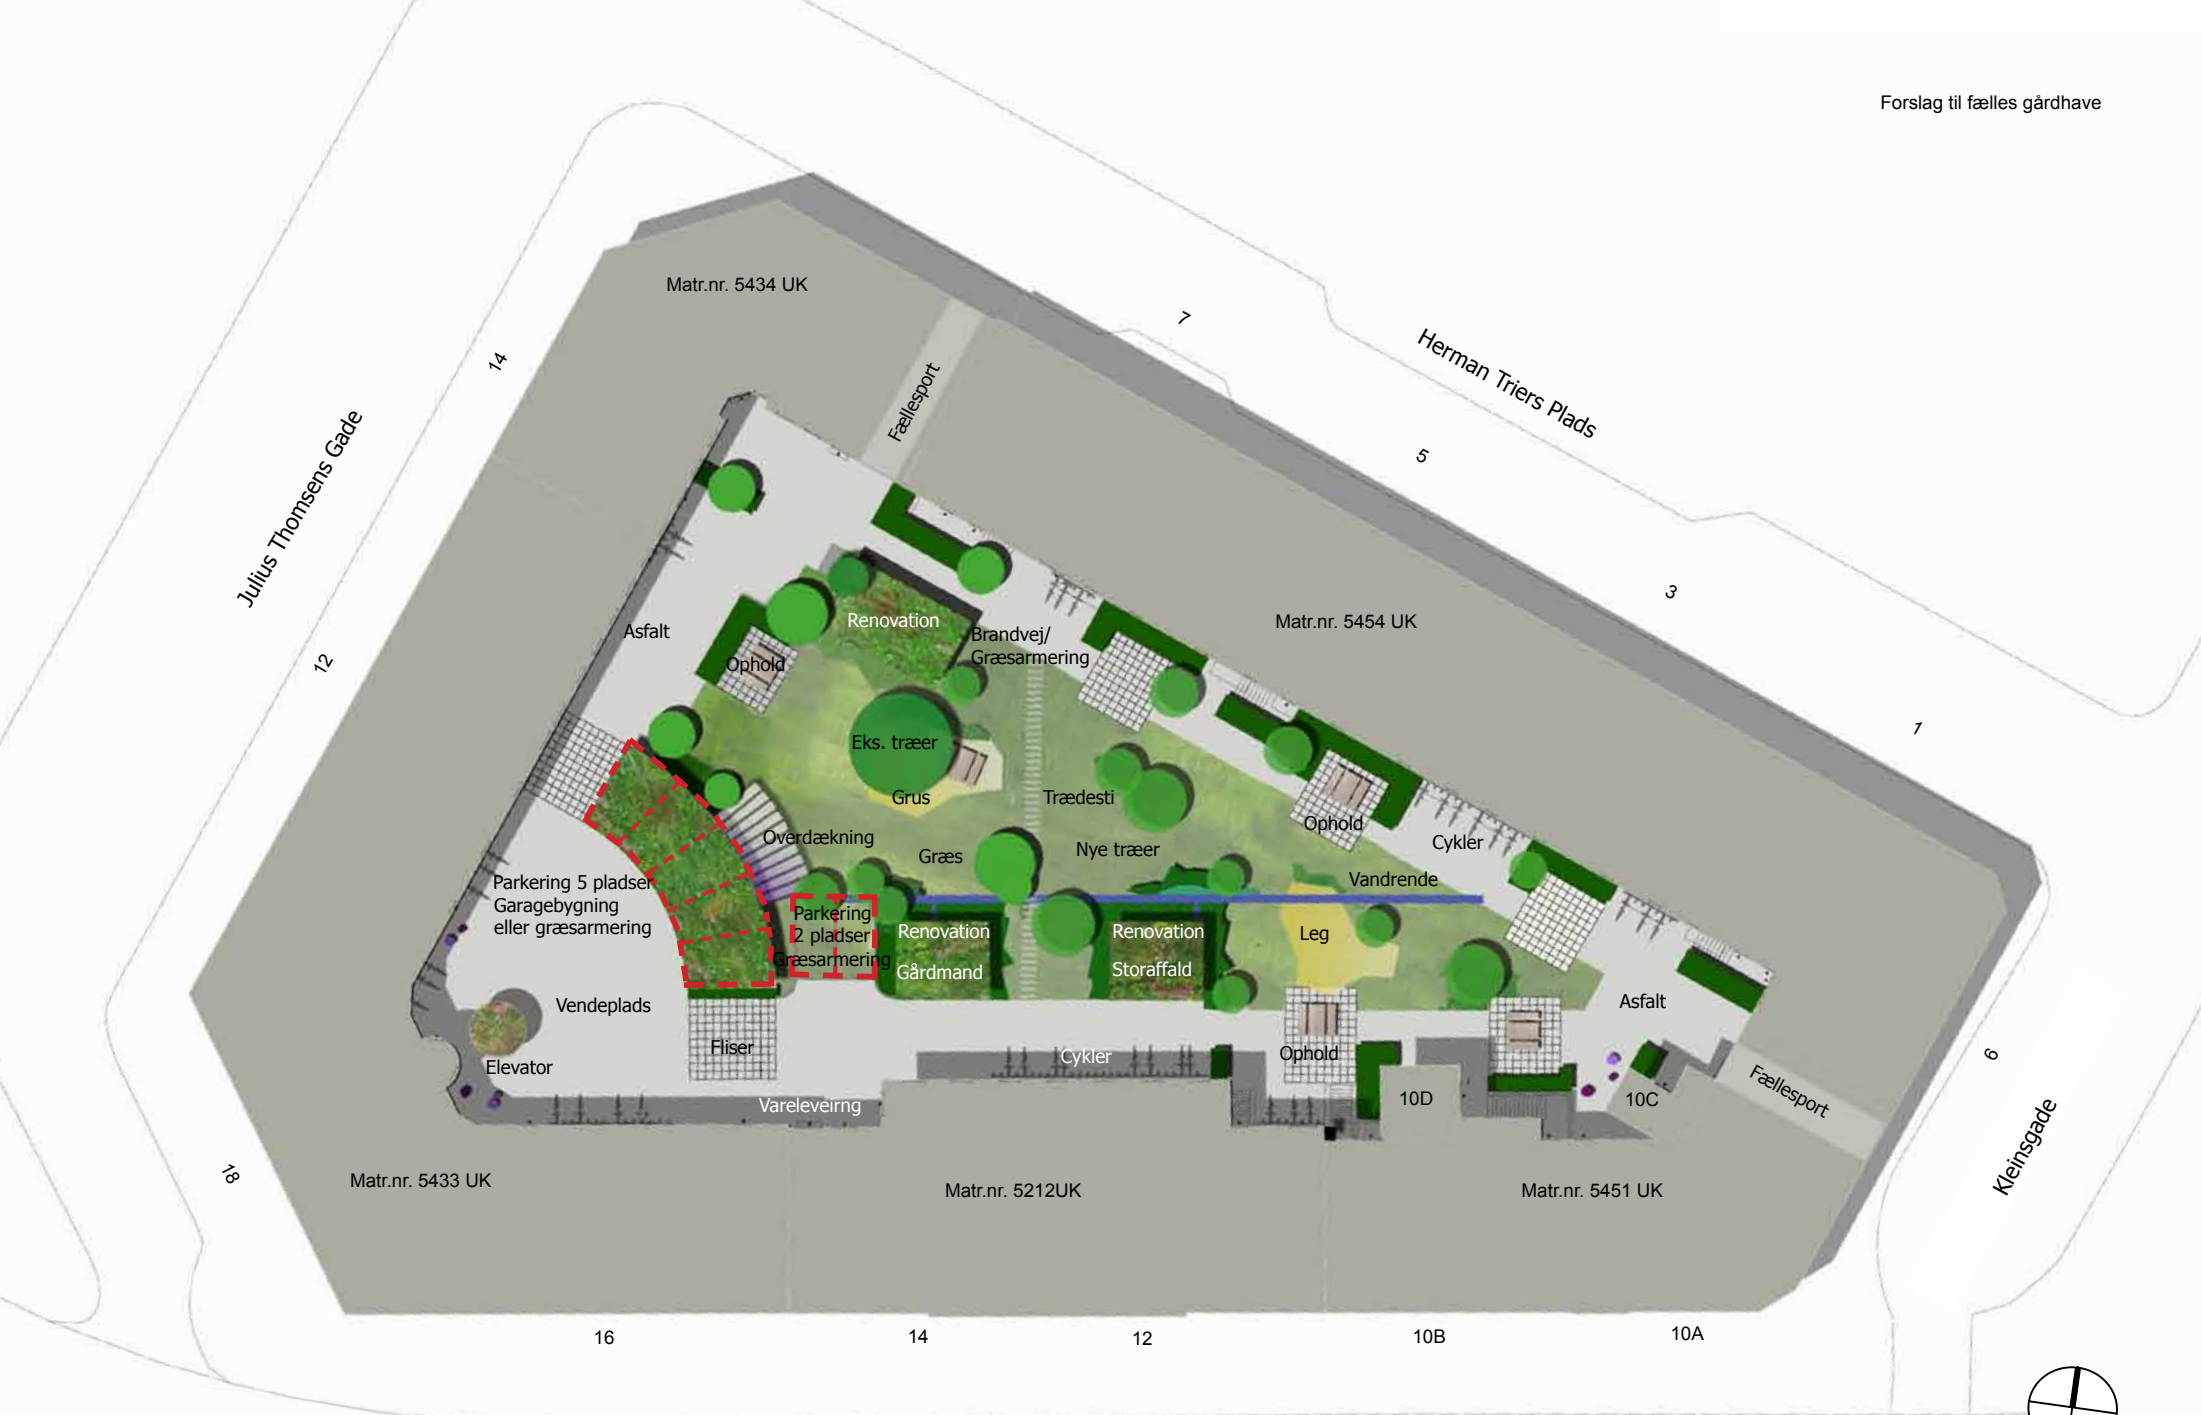 Forslag til fælles gårdhave
Matr.nr. 5434 UK
7
Herman Triers Plads
14
Fællesport
Julius Thomsens Gade
5
3
Matr.nr. 5454 UK
Renovation
Asfalt
Brandvej/
Græsarmering
12
Ophold
1
Eks. træer
Grus
Trædesti
Ophold
Overdækning
Cykler
Græs
Nye træer
Vandrende
Parkering 5 pladser
Garagebygning
eller græsarmering
Parkering
2 pladser
Græsarmering
Renovation
Gårdmand
Renovation
Storaffald
Leg
Vendeplads
Asfalt
Fliser
Elevator
Cykler
Ophold
6
Fællesport
Vareleveirng
10D
10C
Kleinsgade
18
Matr.nr. 5433 UK
Matr.nr. 5212UK
Matr.nr. 5451 UK
16
14
12
10B
10A